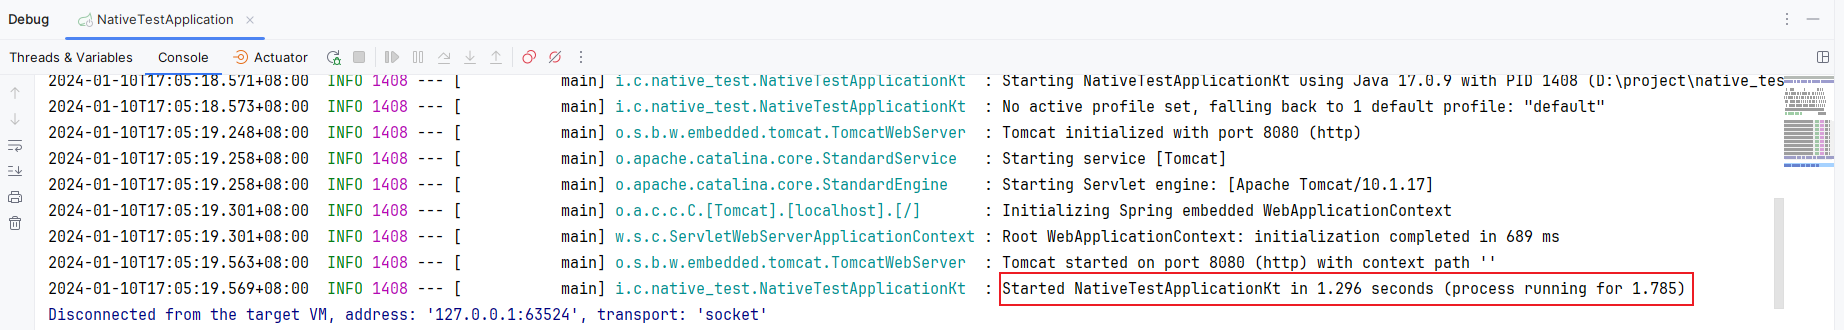 Debug NativeTestApplication
Threads & Variables Console Actuator
2024-01-10T17:05:18.571+08:00  INFO 1408 --- [           main] i.c.native_test.NativeTestApplicationKt  : Starting NativeTestApplicationKt using Java 17.0.9 with PID 1408 (D:\project\native_tes
2024-01-10T17:05:18.573+08:00  INFO 1408 --- [           main] i.c.native_test.NativeTestApplicationKt  : No active profile set, falling back to 1 default profile: "default"
2024-01-10T17:05:19.248+08:00  INFO 1408 --- [           main] o.s.b.w.embedded.tomcat.TomcatWebServer  : Tomcat initialized with port 8080 (http)
2024-01-10T17:05:19.258+08:00  INFO 1408 --- [           main] o.apache.catalina.core.StandardService   : Starting service [Tomcat]
2024-01-10T17:05:19.258+08:00  INFO 1408 --- [           main] o.apache.catalina.core.StandardEngine    : Starting Servlet engine: [Apache Tomcat/10.1.17]
2024-01-10T17:05:19.301+08:00  INFO 1408 --- [           main] o.a.c.c.C.[Tomcat].[localhost].[/]       : Initializing Spring embedded WebApplicationContext
2024-01-10T17:05:19.301+08:00  INFO 1408 --- [           main] w.s.c.ServletWebServerApplicationContext : Root WebApplicationContext: initialization completed in 689 ms
2024-01-10T17:05:19.563+08:00  INFO 1408 --- [           main] o.s.b.w.embedded.tomcat.TomcatWebServer  : Tomcat started on port 8080 (http) with context path ''
2024-01-10T17:05:19.569+08:00  INFO 1408 --- [           main] i.c.native_test.NativeTestApplicationKt  : Started NativeTestApplicationKt in 1.296 seconds (process running for 1.785)
Disconnected from the target VM, address: '127.0.0.1:63524', transport: 'socket'